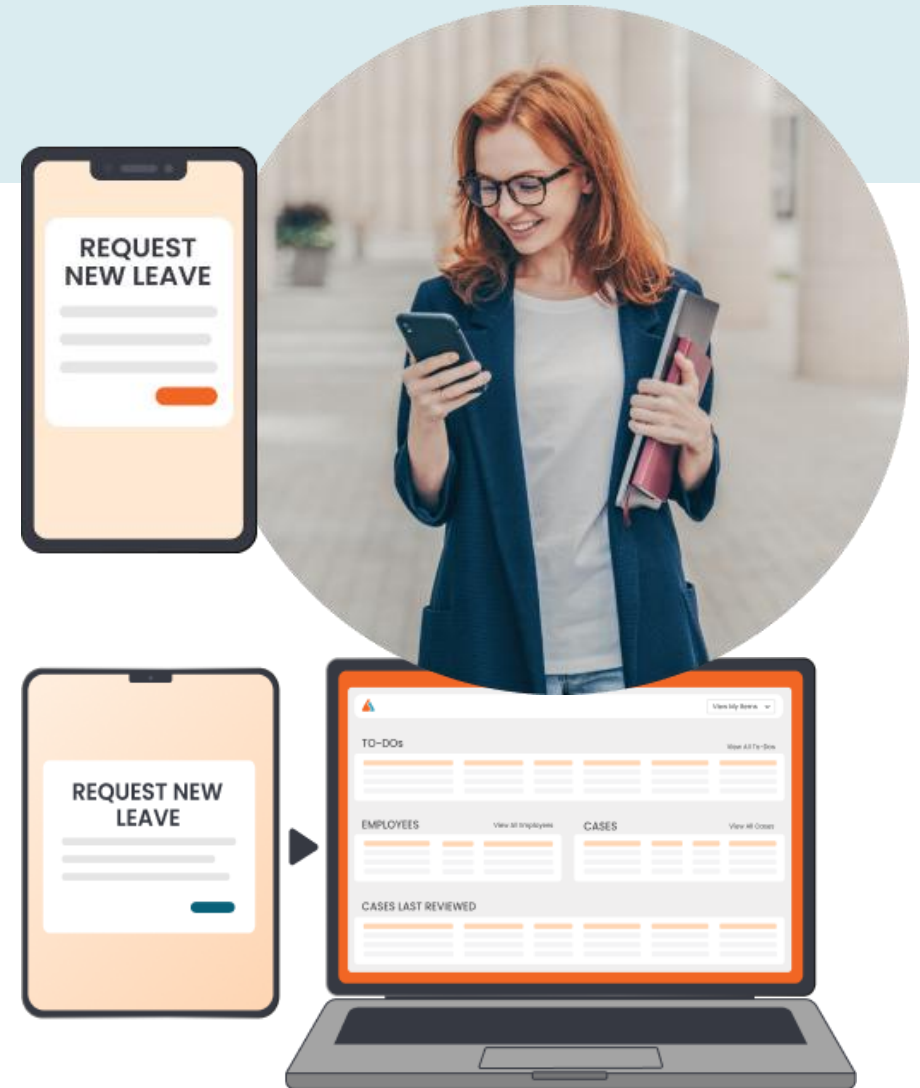 REQUEST
NEW LEAVE
REQUEST NEW
LEAVE
View My Items
TO-DOs
View All To-Dos
EMPLOYEES
View All Employees
CASES
View All Cases
CASES LAST REVIEWED